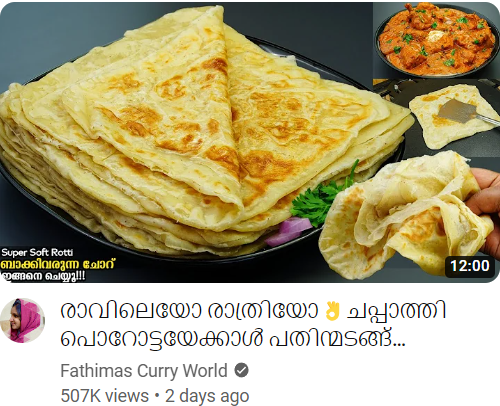 Super Soft Rotti
ബാക്കിവരുന്ന ചോറ്
ഇങ്ങനെ ചെയ്യൂ!!!
12:00
രാവിലെയോ രാത്രിയോ👌ചപ്പാത്തി
പൊറോട്ടയേക്കാൾ പതിന്മടങ്ങ്...
Fathimas Curry World
507K views • 2 days ago